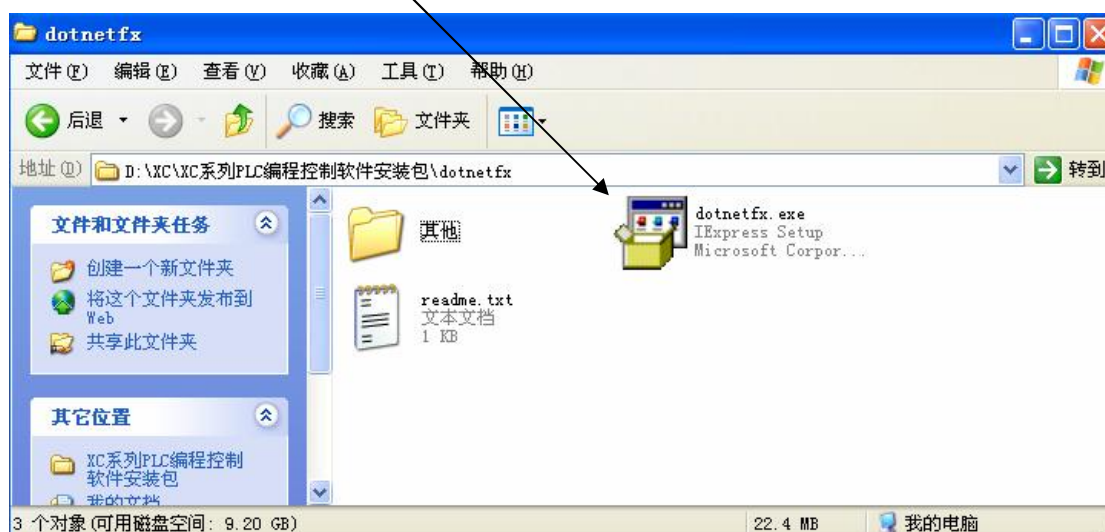 dotnetfx
文件(F) 编辑(E) 查看(V) 收藏(A) 工具(T) 帮助(H)
后退 搜索 文件夹
地址(D) D:\XC\XC系列PLC编程控制软件安装包\dotnetfx 转到
文件和文件夹任务
创建一个新文件夹
将这个文件夹发布到
Web
共享此文件夹
其它位置
XC系列PLC编程控制
软件安装包
我的文档
其他
dotnetfx.exe
IExpress Setup
Microsoft Corpor...
readme.txt
文本文档
1 KB
3 个对象(可用磁盘空间: 9.20 GB) 22.4 MB 我的电脑